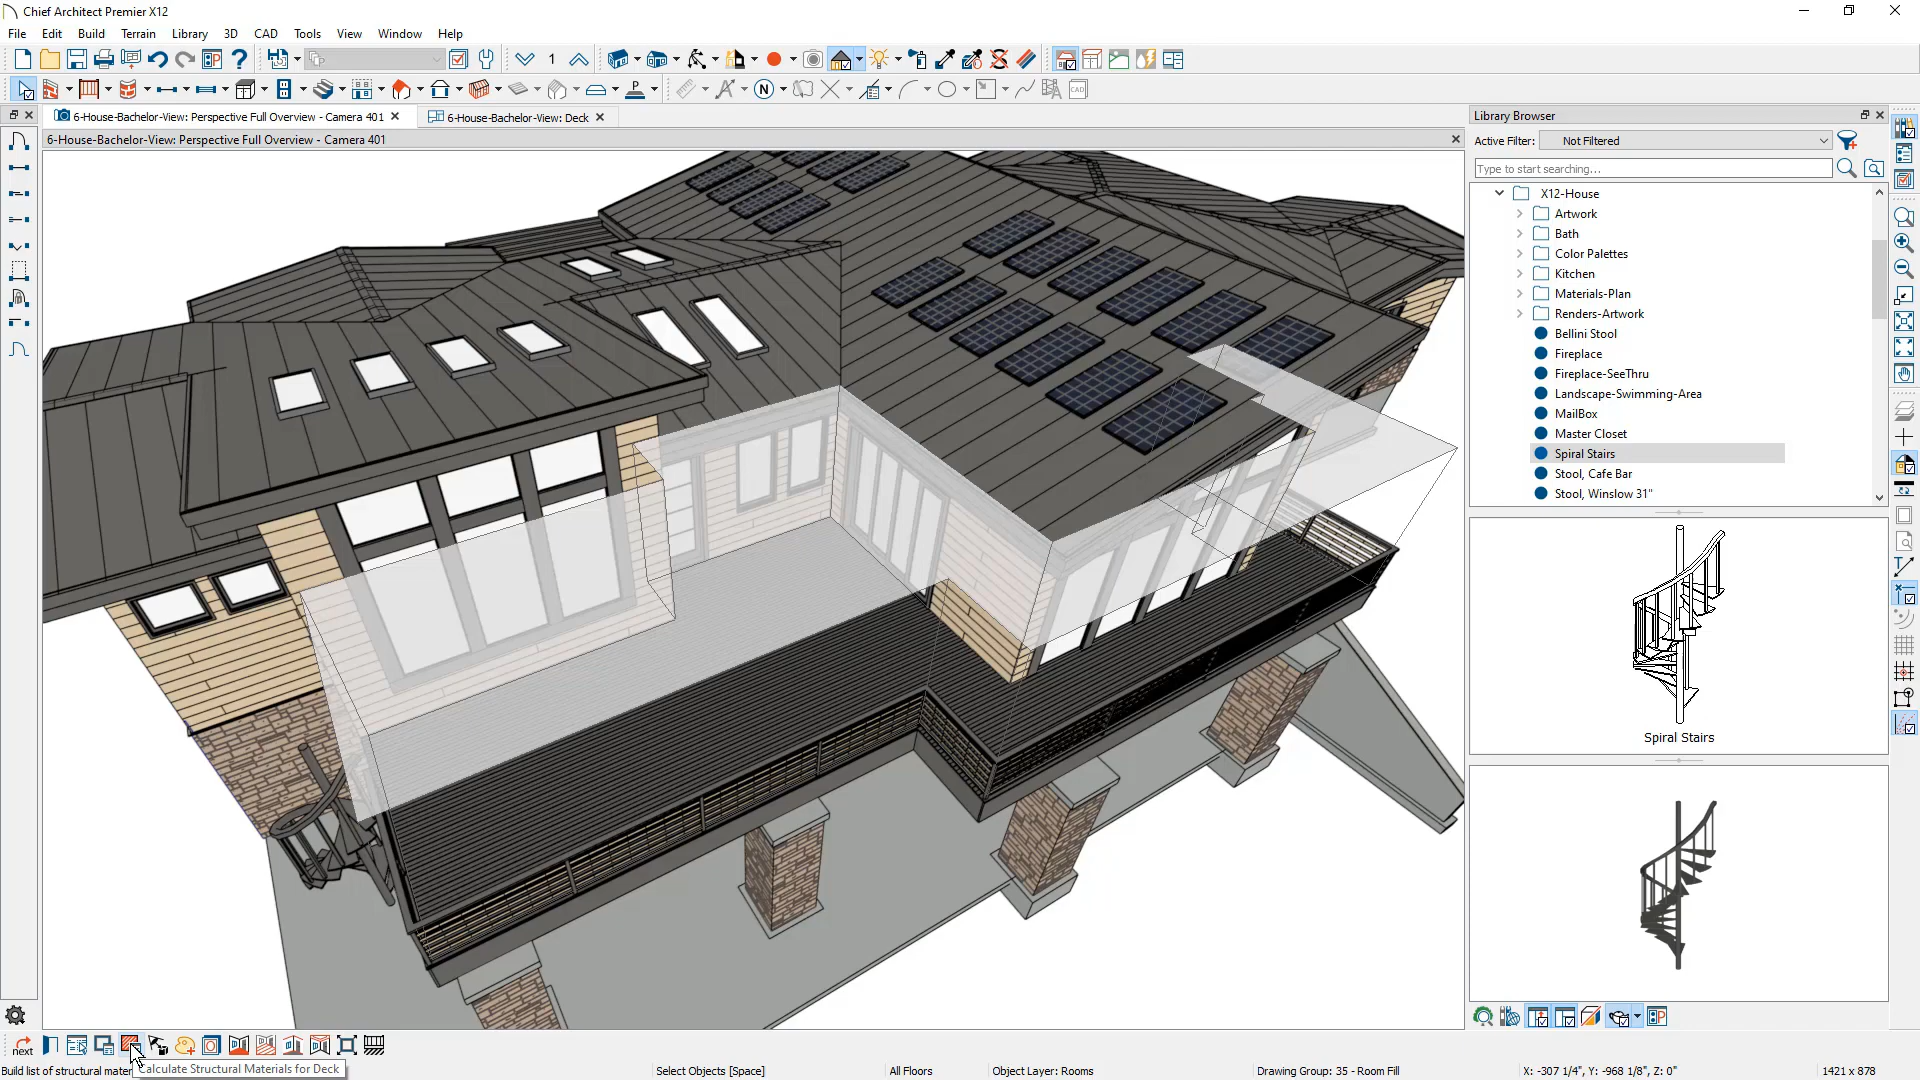 Chief Architect Premier X12
File Edit Build Terrain Library 3D CAD Tools View Window Help
1
N
CAD
6-House-Bachelor-View: Perspective Full Overview - Camera 401
6-House-Bachelor-View: Deck
6-House-Bachelor-View: Perspective Full Overview - Camera 401
Library Browser
Active Filter: Not Filtered
Type to start searching...
X12-House
Artwork
Bath
Color Palettes
Kitchen
Materials-Plan
Renders-Artwork
Bellini Stool
Fireplace
Fireplace-SeeThru
Landscape-Swimming-Area
MailBox
Master Closet
Spiral Stairs
Stool, Cafe Bar
Stool, Winslow 31"
Spiral Stairs
next
Calculate Structural Materials for Deck
Build list of structural mater
Select Objects [Space]
All Floors
Object Layer: Rooms
Drawing Group: 35 - Room Fill
X: -307 1/4", Y: -968 1/8", Z: 0"
1421 x 878